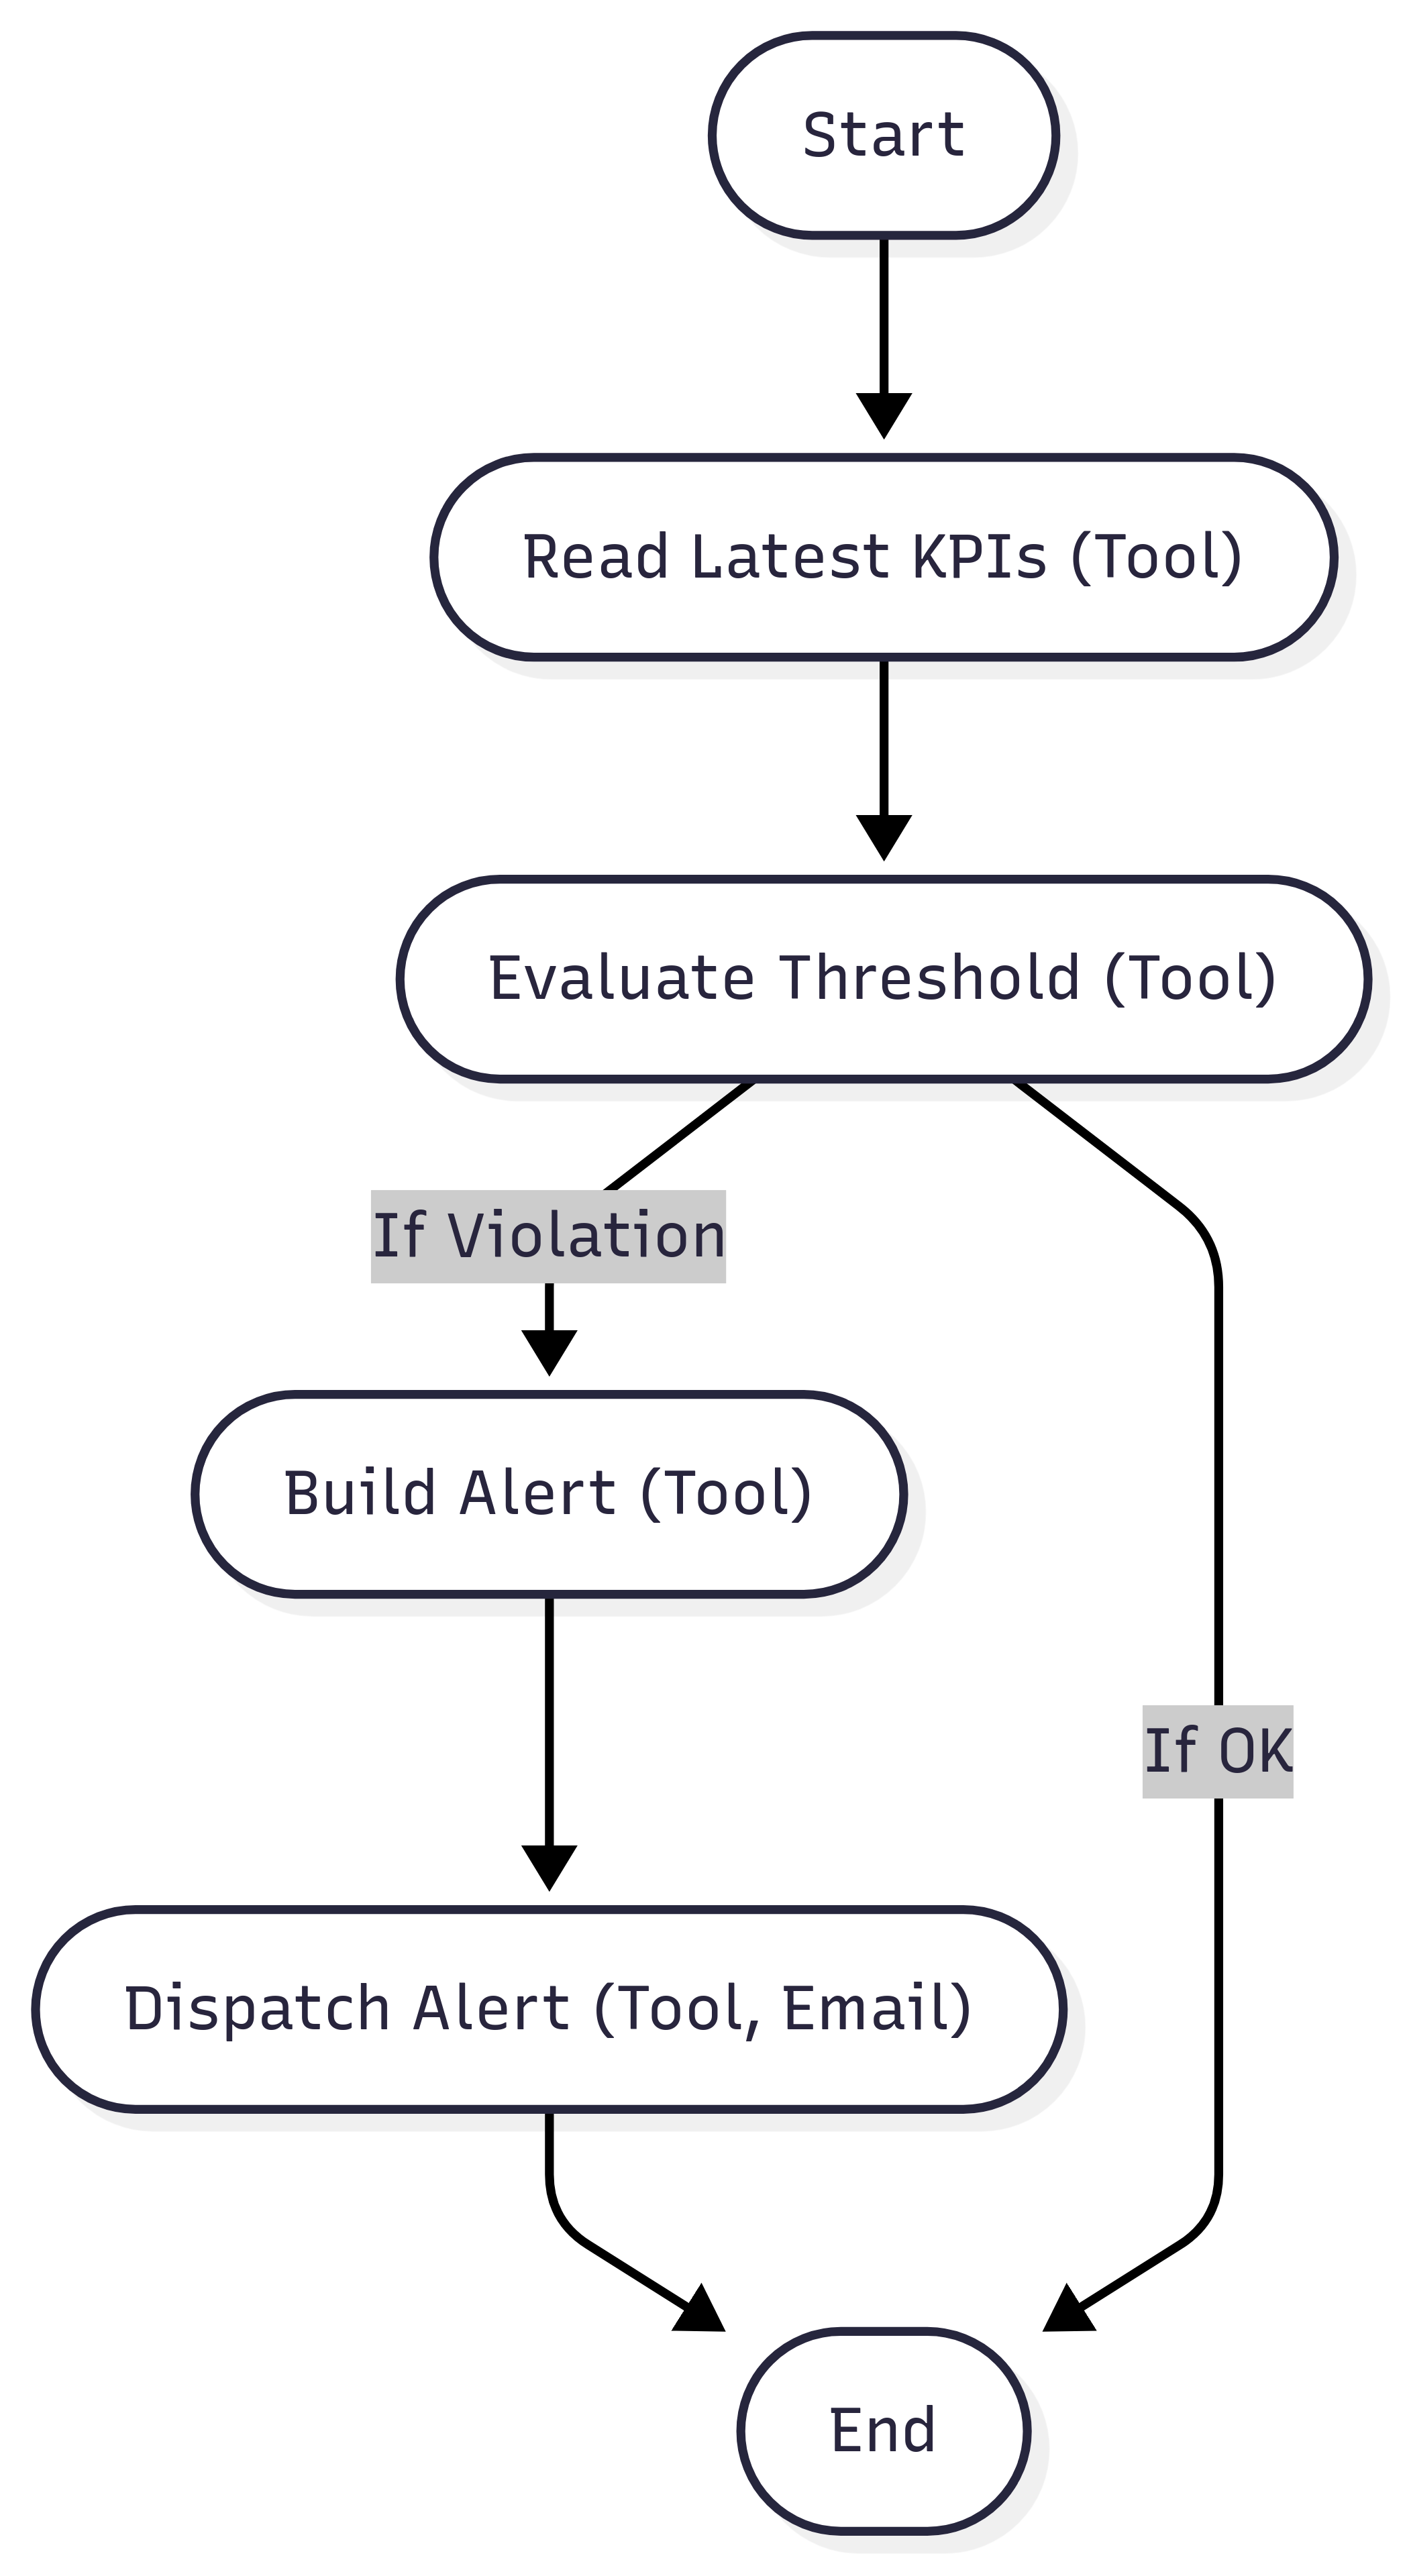 Start
Read Latest KPIs (Tool)
Evaluate Threshold (Tool)
If Violation
Build Alert (Tool)
If OK
Dispatch Alert (Tool, Email)
End